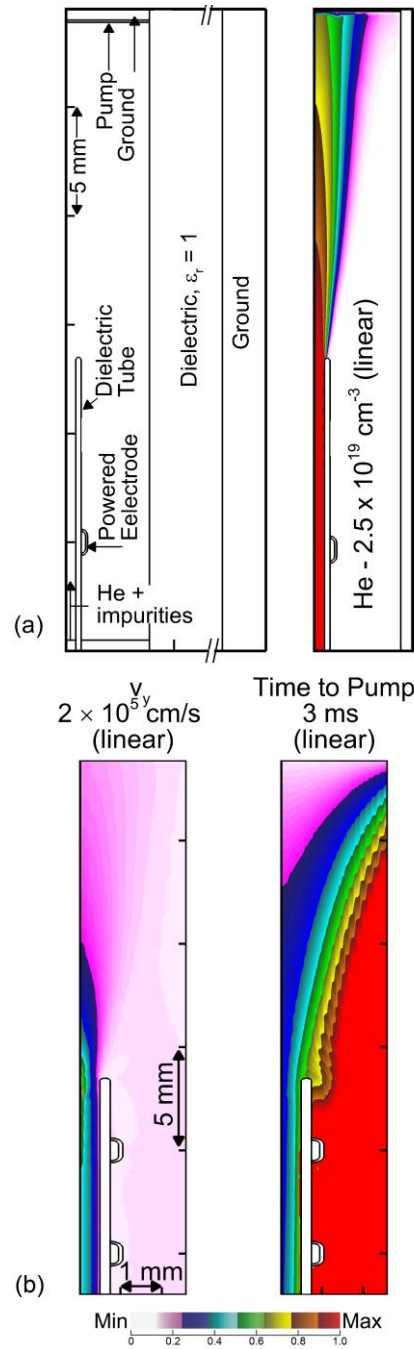 (a)
5 mm
Pump
Ground
Dielectric, εr = 1
Ground
Dielectric
Tube
Powered
Eelectrode
He +
impurities
He - 2.5 x 10^19 cm^-3 (linear)
(b)
v_y
2 × 10^5 cm/s
(linear)
Time to Pump
3 ms
(linear)
5 mm
1 mm
Min
Max
0 0.2 0.4 0.6 0.8 1.0